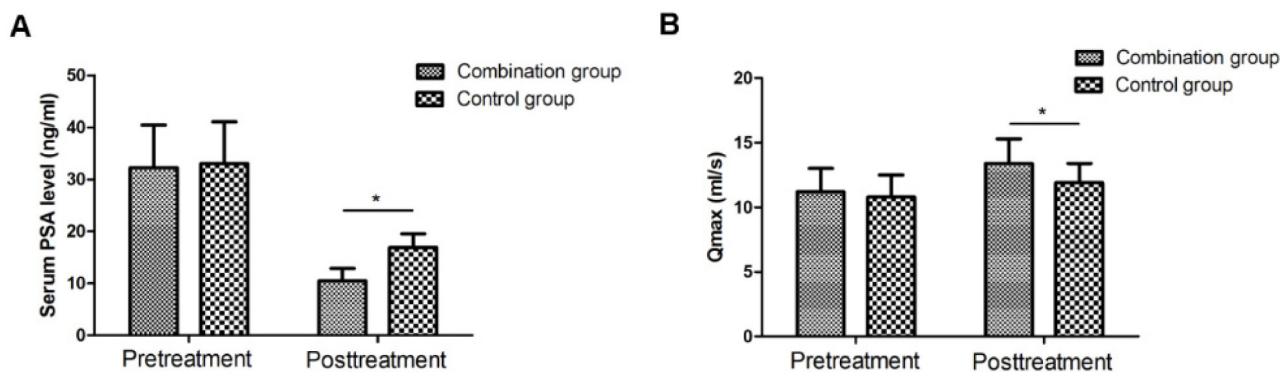 A
Serum PSA level (ng/ml)
50
40
30
20
10
0
Combination group
Control group
*
Pretreatment
Posttreatment
B
Qmax (ml/s)
20
15
10
5
0
Combination group
Control group
*
Pretreatment
Posttreatment